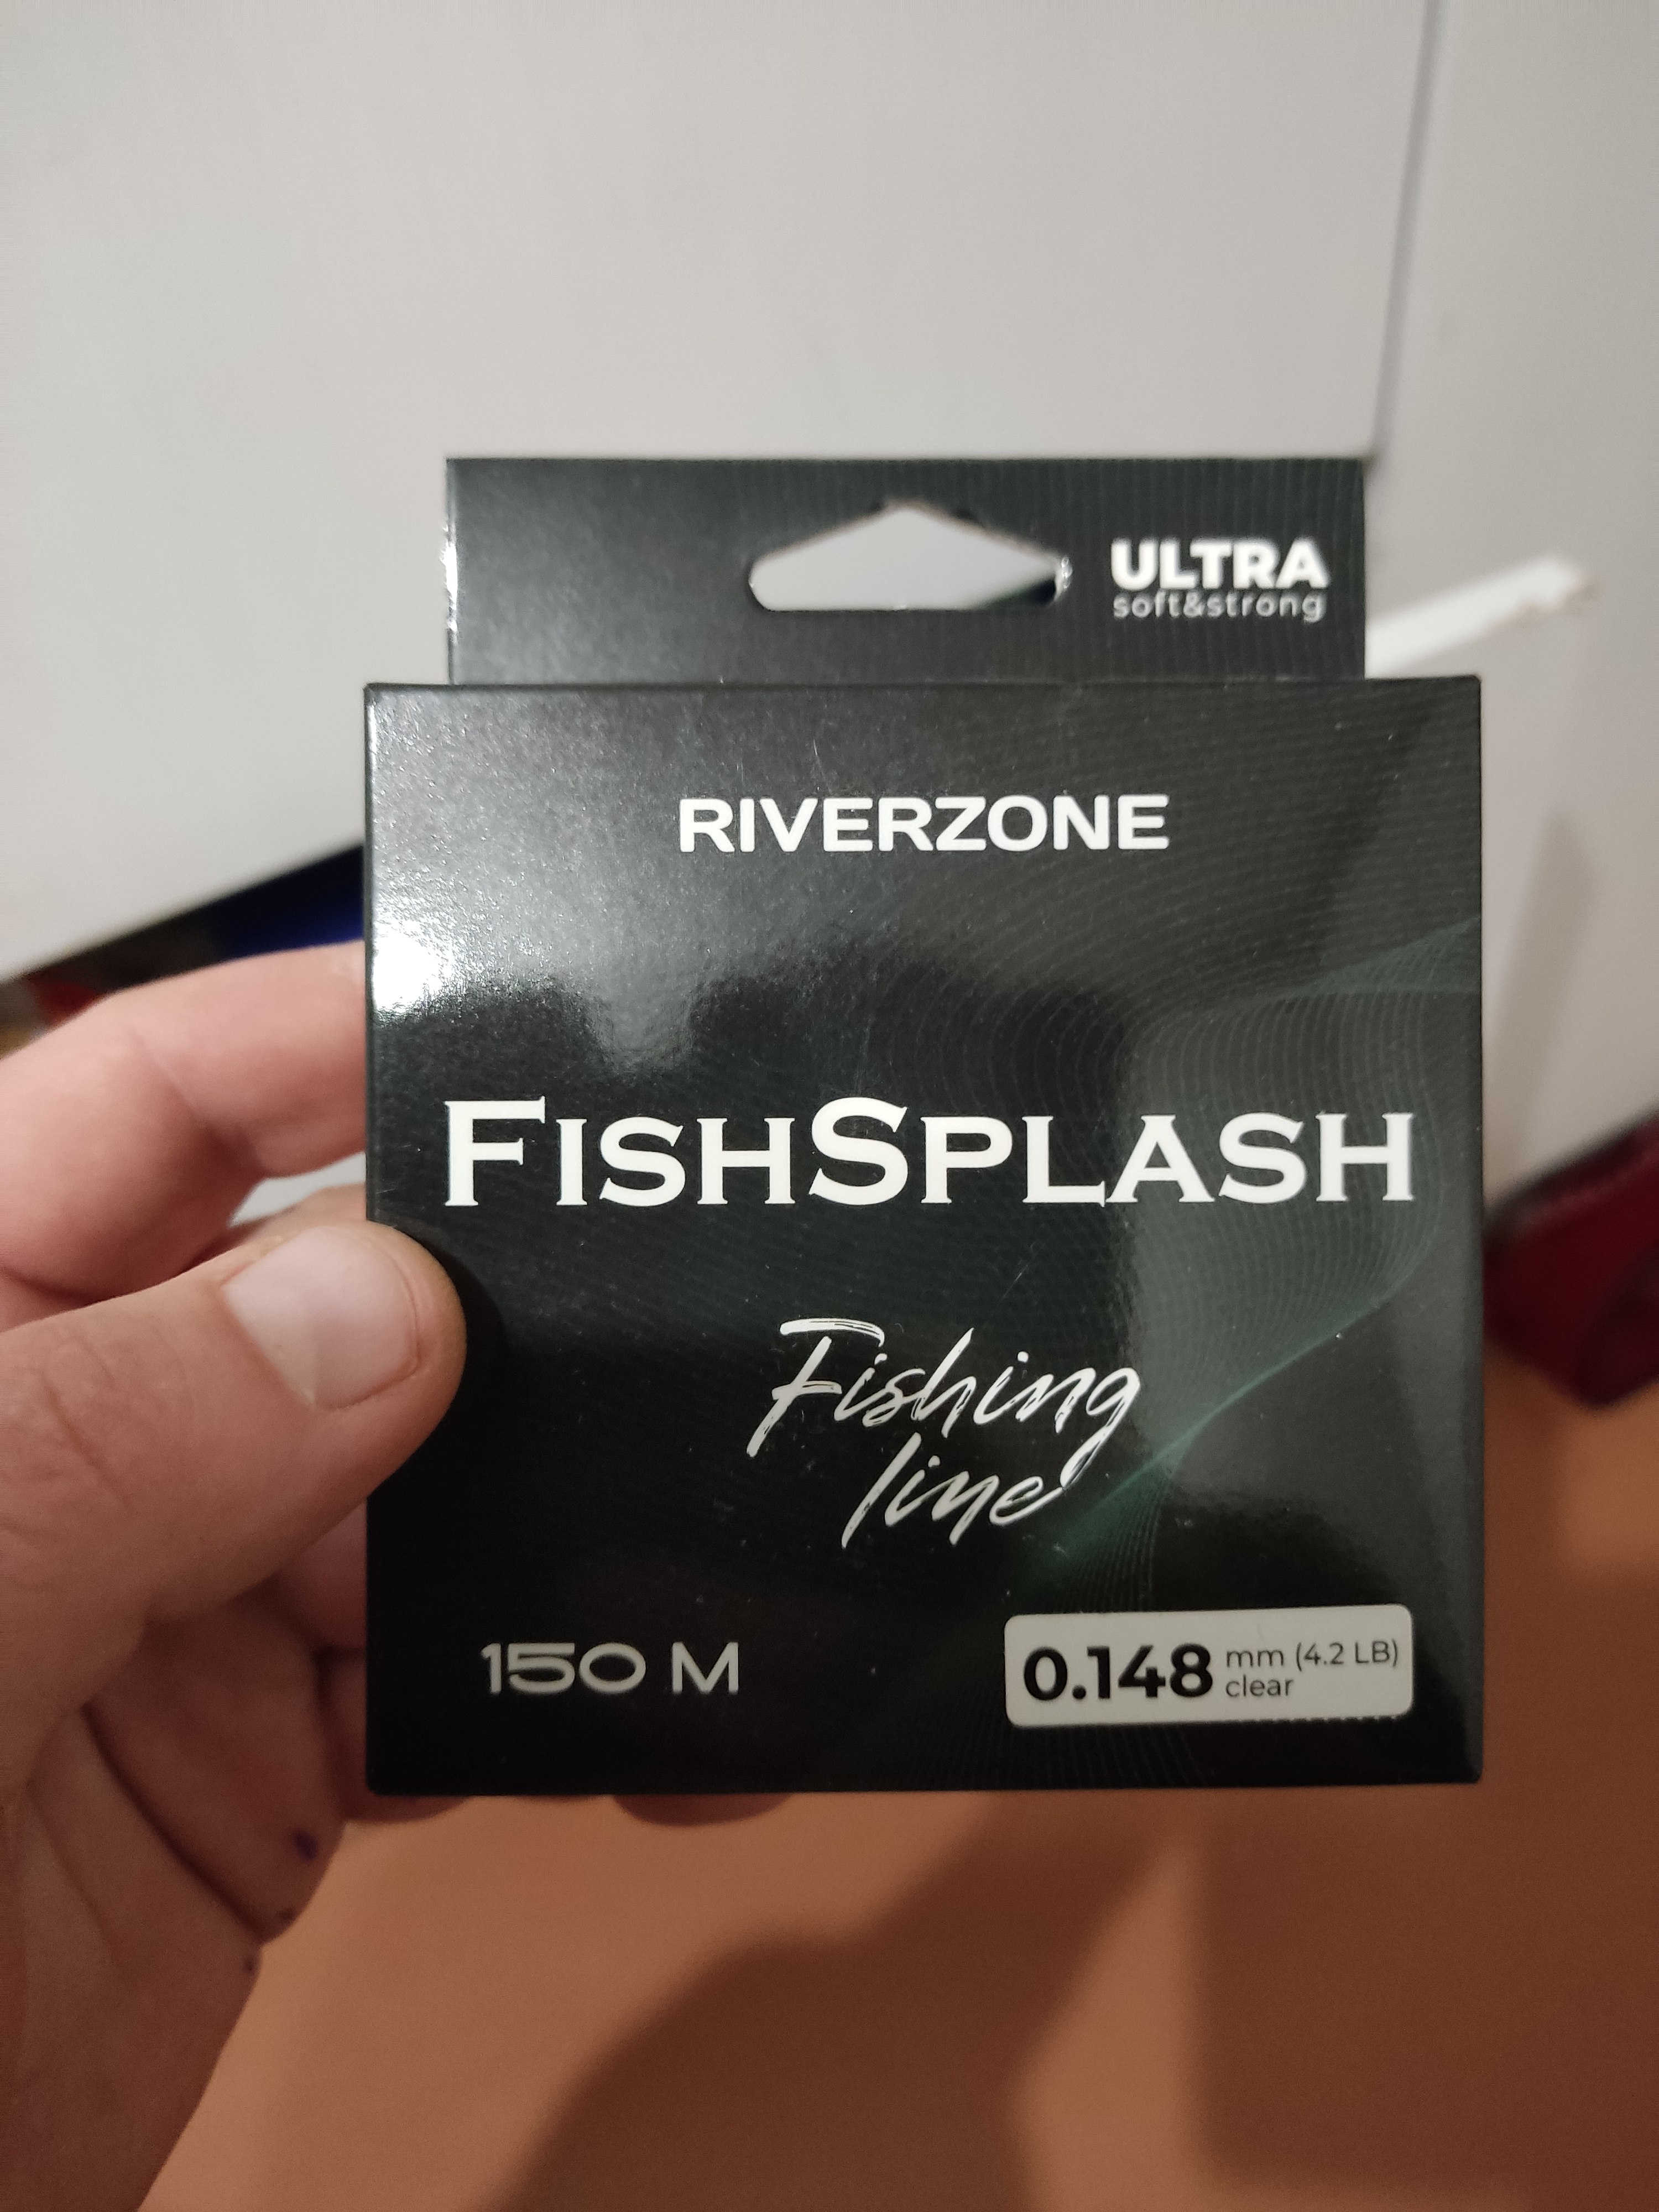 ULTRA
soft&strong
RIVERZONE
FISHSPLASH
Fishing
line
150 M
0.148 mm (4.2 LB)
clear